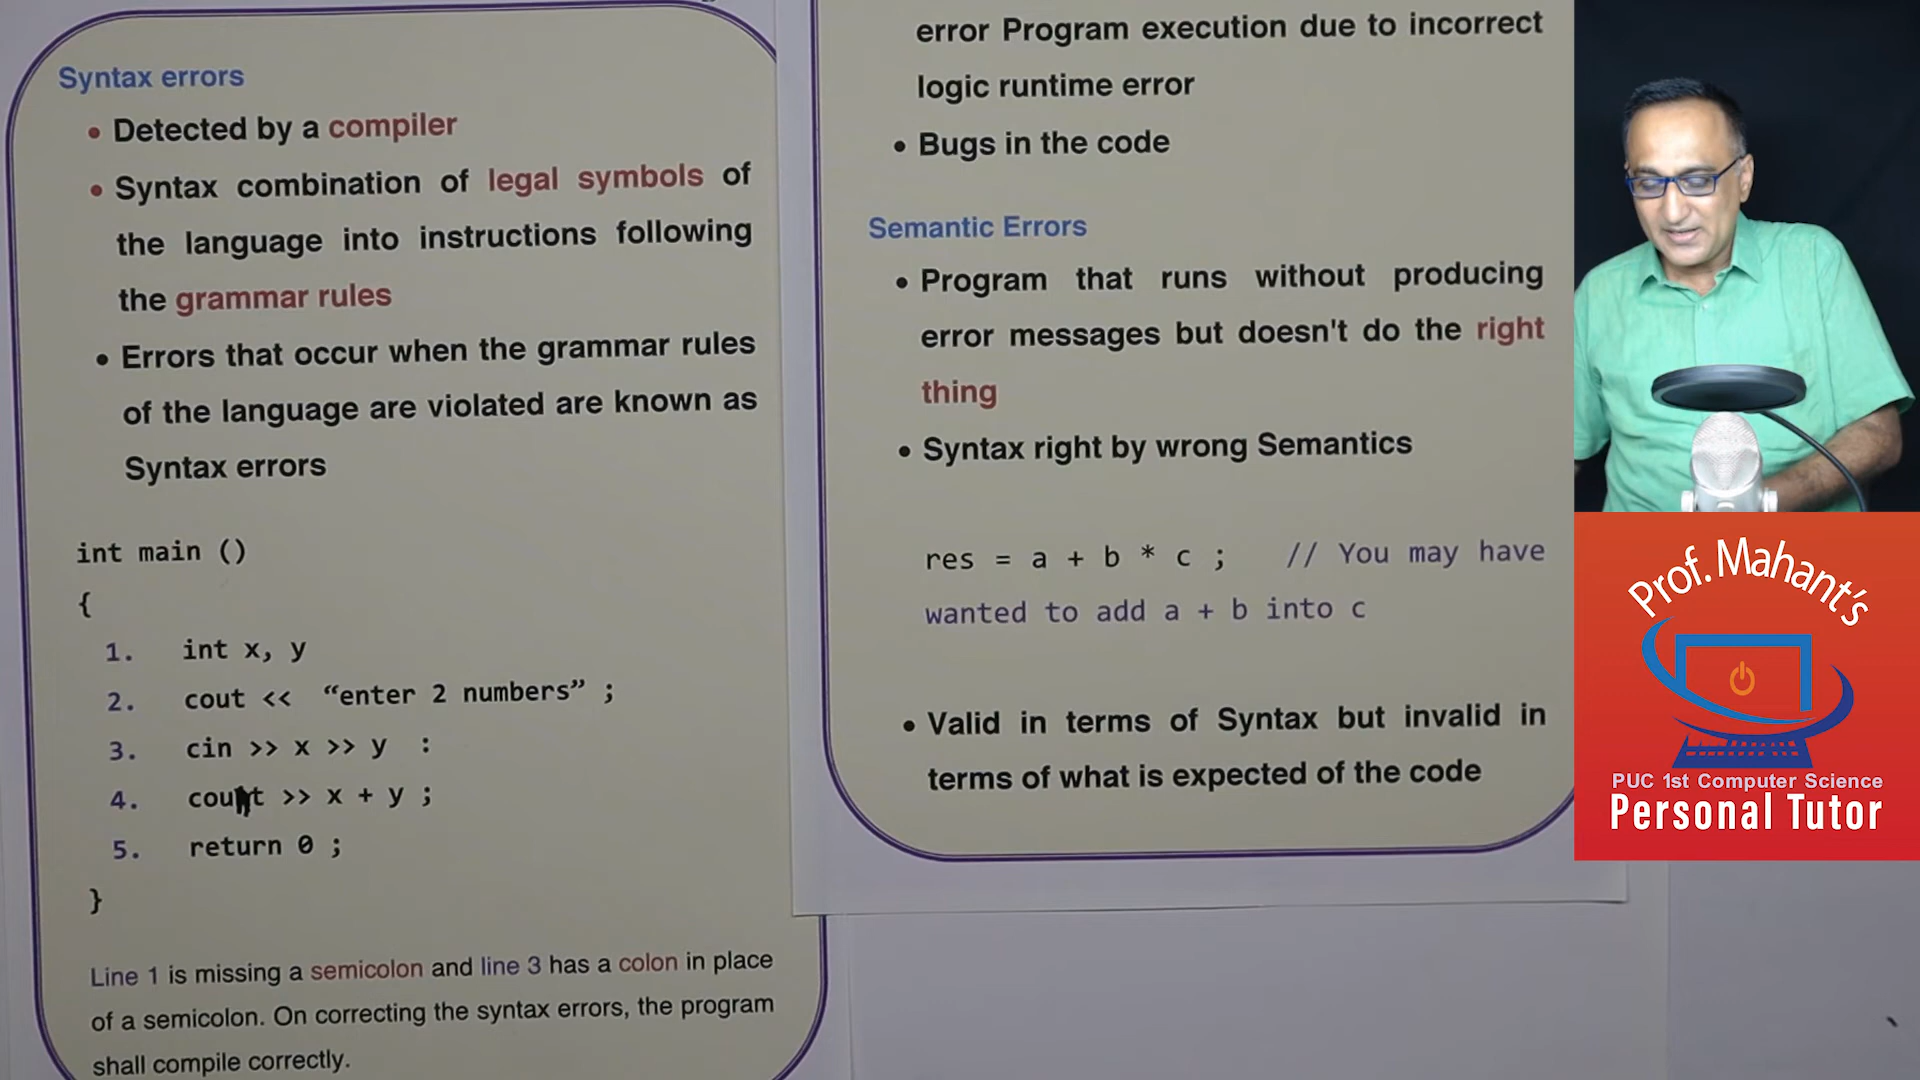 Syntax errors
• Detected by a compiler
• Syntax combination of legal symbols of
the language into instructions following
the grammar rules
• Errors that occur when the grammar rules
of the language are violated are known as
Syntax errors
int main ()
{
1. int x, y
2. cout << “enter 2 numbers” ;
3. cin >> x >> y :
4. count >> x + y ;
5. return 0 ;
}
Line 1 is missing a semicolon and line 3 has a colon in place
of a semicolon. On correcting the syntax errors, the program
shall compile correctly.
error Program execution due to incorrect
logic runtime error
• Bugs in the code
Semantic Errors
• Program that runs without producing
error messages but doesn't do the right
thing
• Syntax right by wrong Semantics
res = a + b * c ; // You may have
wanted to add a + b into c
• Valid in terms of Syntax but invalid in
terms of what is expected of the code
Prof. Mahant's
PUC 1st Computer Science
Personal Tutor